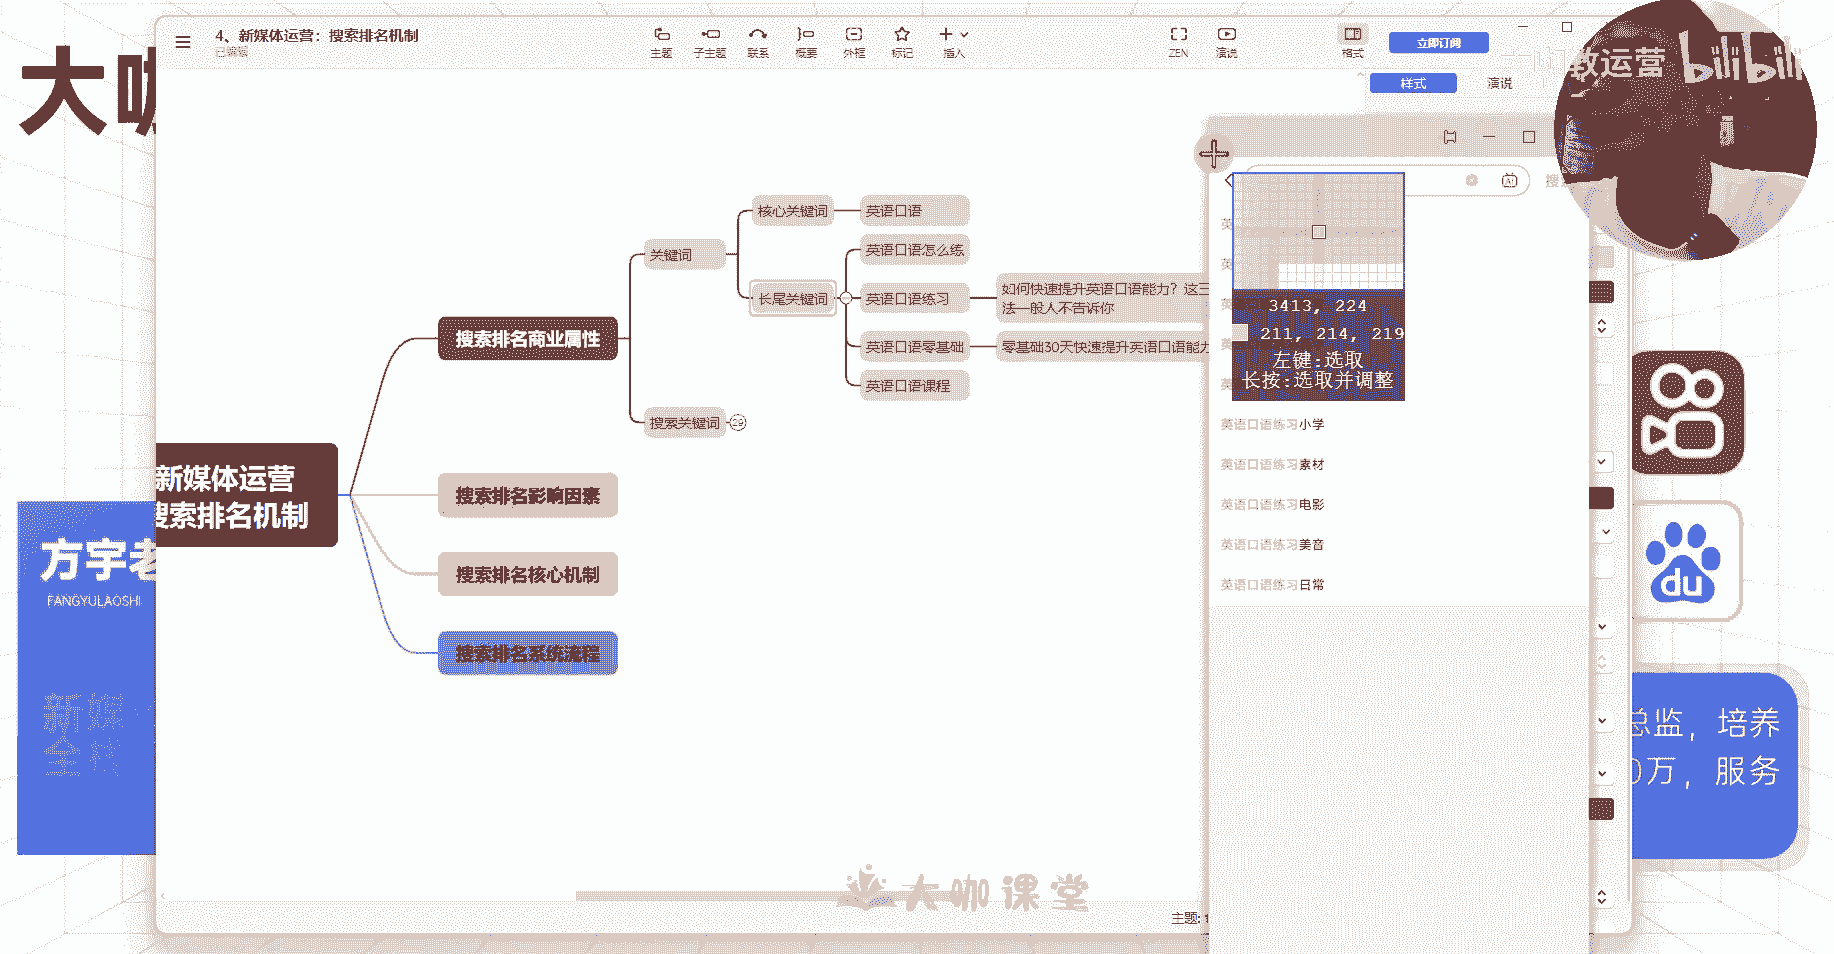 大咖
4、新媒体运营：搜索排名机制
已编辑
主题
子主题
联系
概要
外框
标记
插入
ZEN
演说
格式
立即订阅
样式
演说
教运营
bilibili
核心关键词
英语口语
关键词
英语口语怎么练
长尾关键词
英语口语练习
如何快速提升英语口语能力？这三
法一般人不告诉你
搜索排名商业属性
英语口语零基础
零基础30天快速提升英语口语能力
英语口语课程
搜索关键词
29
新媒体运营
搜索排名机制
搜索排名影响因素
搜索排名核心机制
搜索排名系统流程
3413, 224
211, 214, 219
左键:选取
长按:选取并调整
英语口语练习小学
英语口语练习素材
英语口语练习电影
英语口语练习美音
英语口语练习日常
方宇老
FANGYULAOSHI
新媒
全栈
du
总监，培养
0万，服务
大咖课堂
主题: